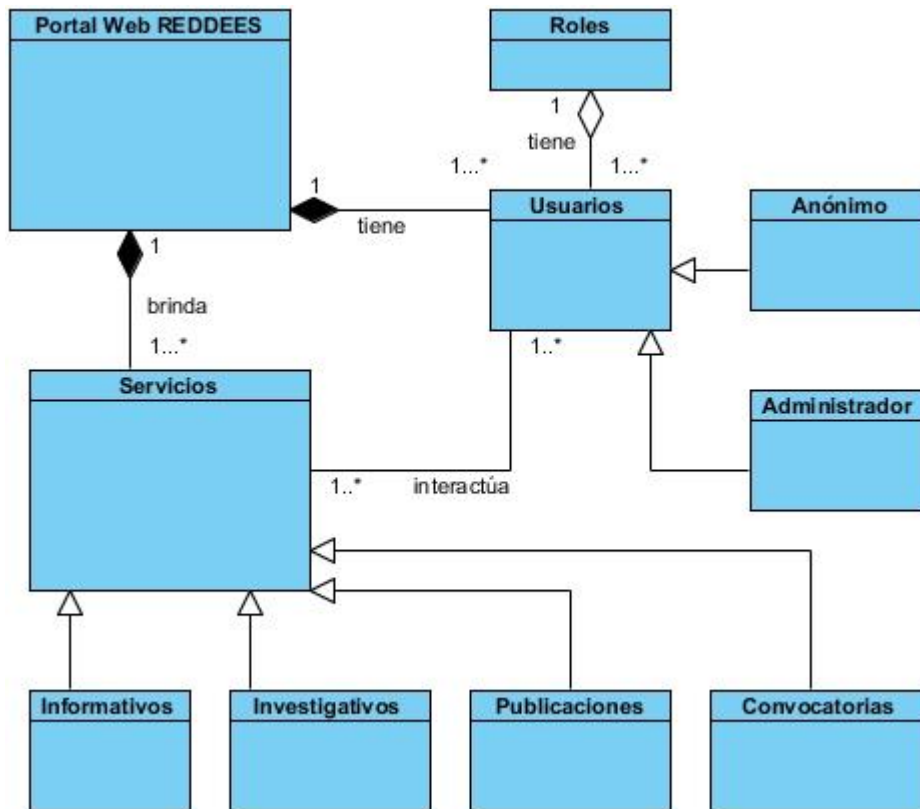 Portal Web REDDEES
Roles
1
tiene
1...*
1...*
1
tiene
Usuarios
Anónimo
1
brinda
1...*
1..*
Servicios
Administrador
1..*
interactúa
Informativos
Investigativos
Publicaciones
Convocatorias